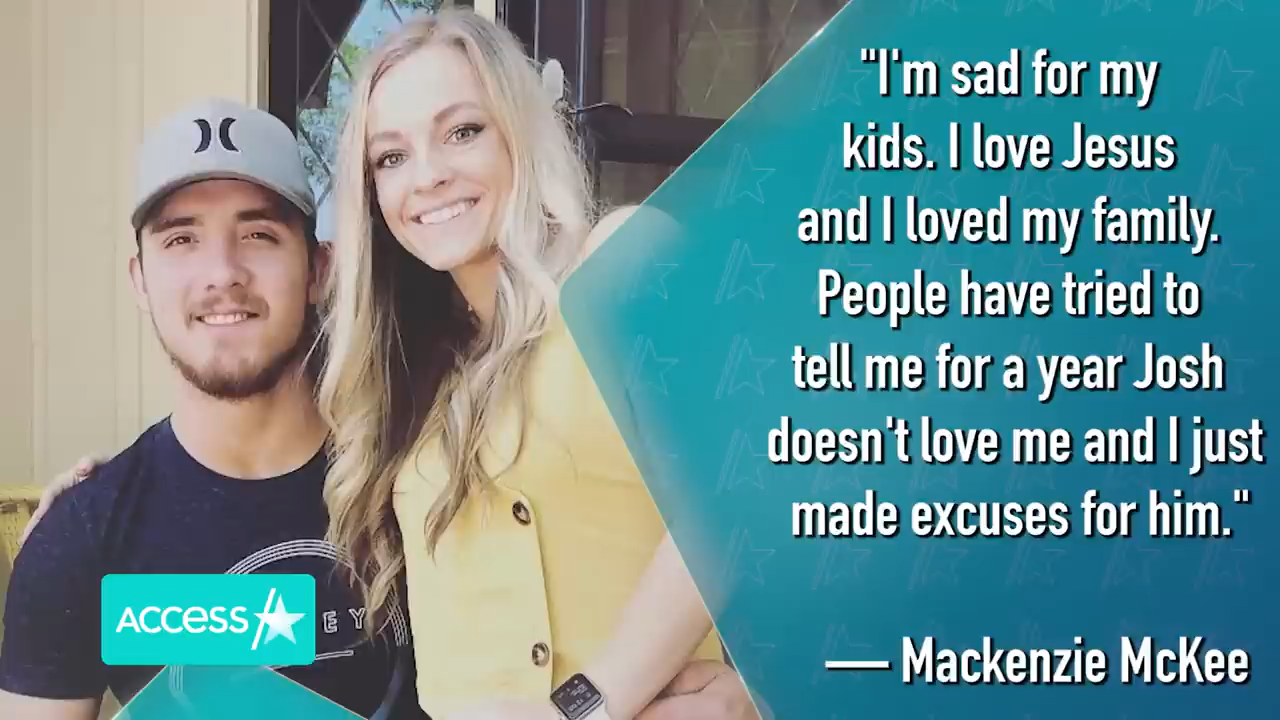 "I'm sad for my
kids. I love Jesus
and I loved my family.
People have tried to
tell me for a year Josh
doesn't love me and I just
made excuses for him."
— Mackenzie McKee
ACCESS
EY